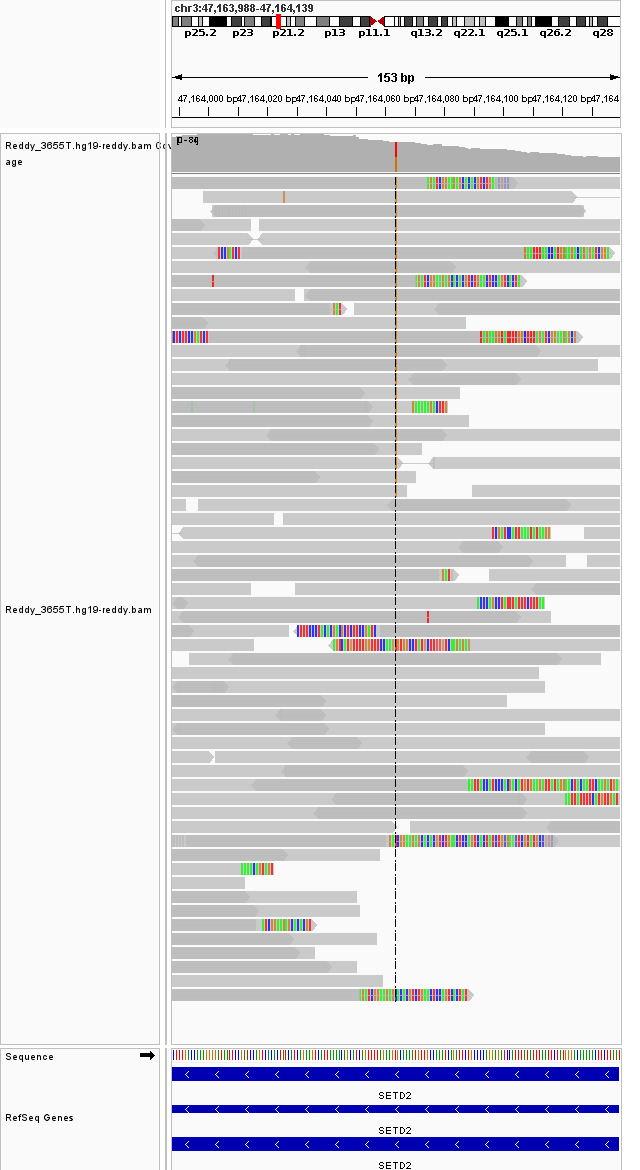 chr3:47,163,988-47,164,139
p25.2 p23 p21.2 p13 p11.1 q13.2 q22.1 q25.1 q26.2 q28
153 bp
47,164,000 bp 47,164,020 bp 47,164,040 bp 47,164,060 bp 47,164,080 bp 47,164,100 bp 47,164,120 bp 47,164
Reddy_3655T.hg19-reddy.bam Cov
age
Reddy_3655T.hg19-reddy.bam
Sequence
SETD2
RefSeq Genes
SETD2
SETD2